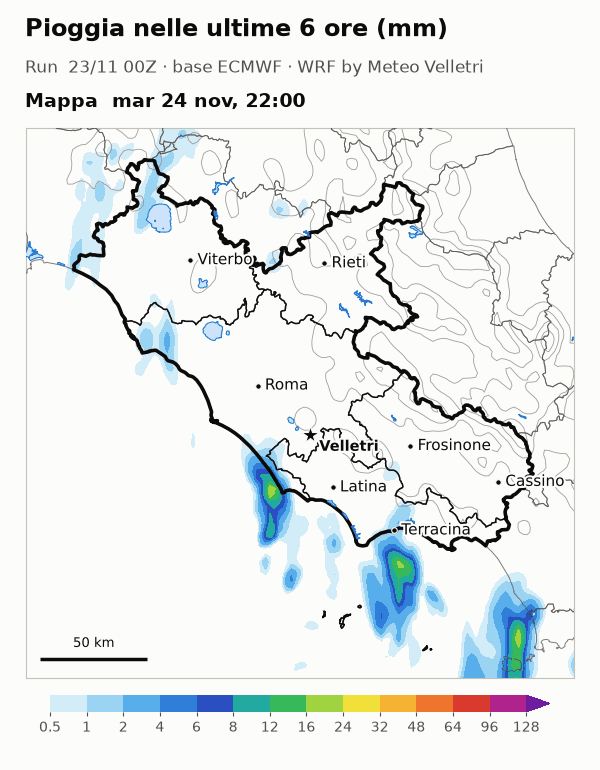 Pioggia nelle ultime 6 ore (mm)
Run  23/11 00Z · base ECMWF · WRF by Meteo Velletri
Mappa  mar 24 nov, 22:00
Viterbo
Rieti
Roma
Velletri
Frosinone
Cassino
Latina
Terracina
50 km
0.5 1 2 4 6 8 12 16 24 32 48 64 96 128